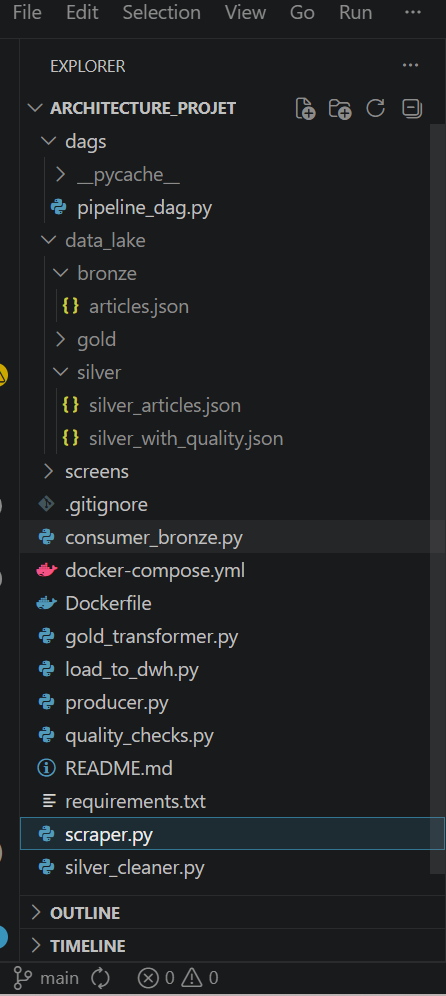 File Edit Selection View Go Run ···
EXPLORER ···
ARCHITECTURE_PROJET
dags
__pycache__
pipeline_dag.py
data_lake
bronze
{} articles.json
gold
silver
{} silver_articles.json
{} silver_with_quality.json
screens
.gitignore
consumer_bronze.py
docker-compose.yml
Dockerfile
gold_transformer.py
load_to_dwh.py
producer.py
quality_checks.py
README.md
requirements.txt
scraper.py
silver_cleaner.py
OUTLINE
TIMELINE
main 0 0